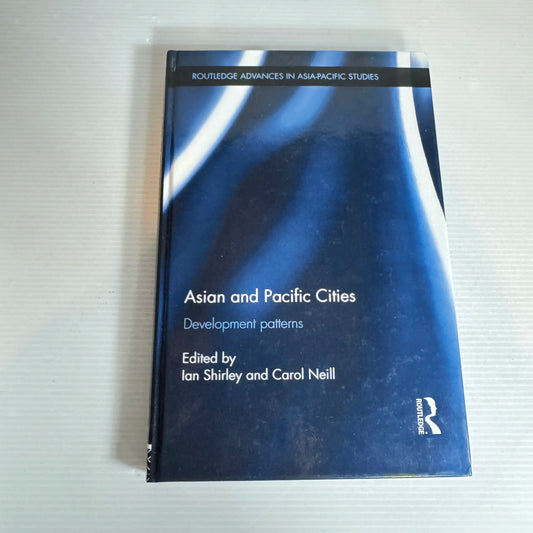 ROUTLEDGE ADVANCES IN ASIA-PACIFIC STUDIES
Asian and Pacific Cities
Development patterns
Edited by
Ian Shirley and Carol Neill
ROUTLEDGE